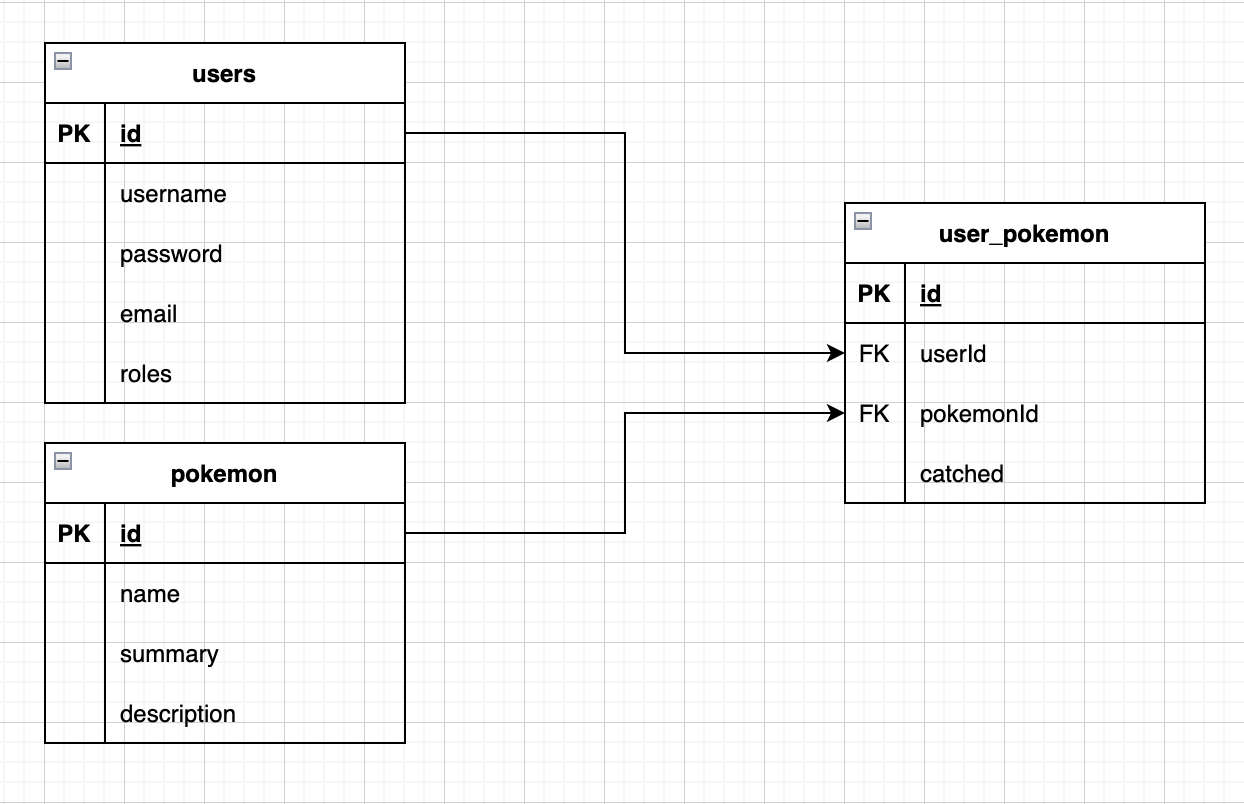 users
PK id
username
password
email
roles
pokemon
PK id
name
summary
description
user_pokemon
PK id
FK userId
FK pokemonId
catched